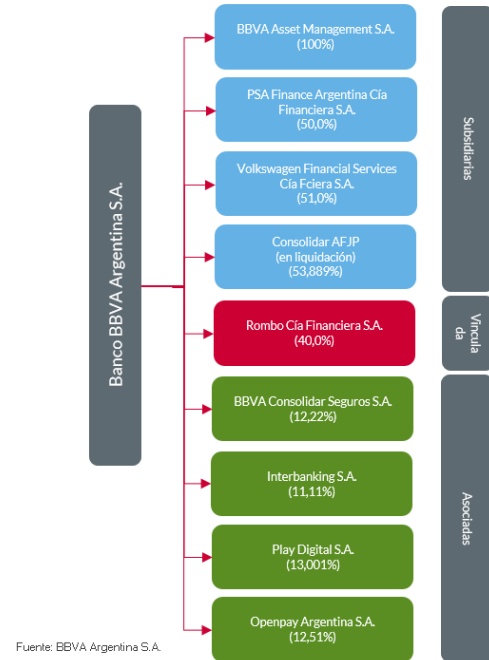 Banco BBVA Argentina S.A.
BBVA Asset Management S.A.
(100%)
PSA Finance Argentina Cía
Financiera S.A.
(50,0%)
Volkswagen Financial Services
Cía Fciera S.A.
(51,0%)
Consolidar AFJP
(en liquidación)
(53,889%)
Subsidiarias
Rombo Cía Financiera S.A.
(40,0%)
Víncula
da
BBVA Consolidar Seguros S.A.
(12,22%)
Interbanking S.A.
(11,11%)
Play Digital S.A.
(13,001%)
Openpay Argentina S.A.
(12,51%)
Asociadas
Fuente: BBVA Argentina S.A.